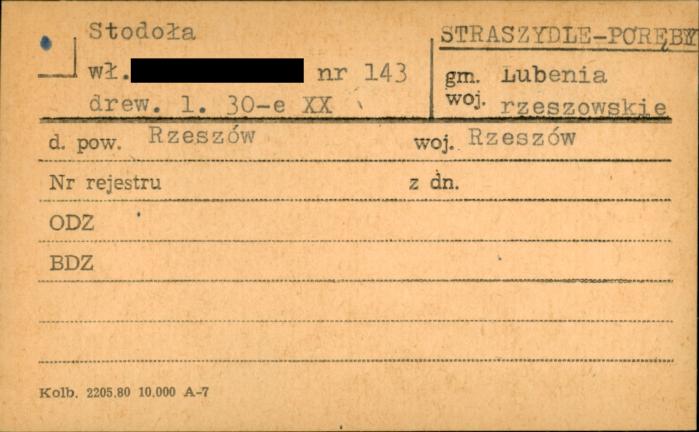 Stodoła
wł. nr 143
drew. l. 30-e XX
STRASZYDLE-PORĘBY
gm. Lubenia
woj. rzeszowskie
d. pow. Rzeszów woj. Rzeszów
Nr rejestru z dn.
ODZ
BDZ
Kolb. 2205.80 10.000 A-7